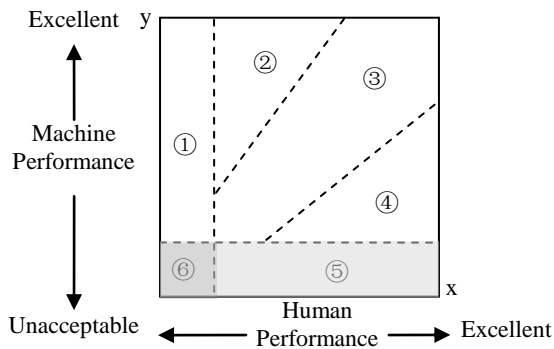 Excellent
y
②
③
Machine
Performance
①
④
⑥
⑤
x
Human
Unacceptable
Performance
Excellent